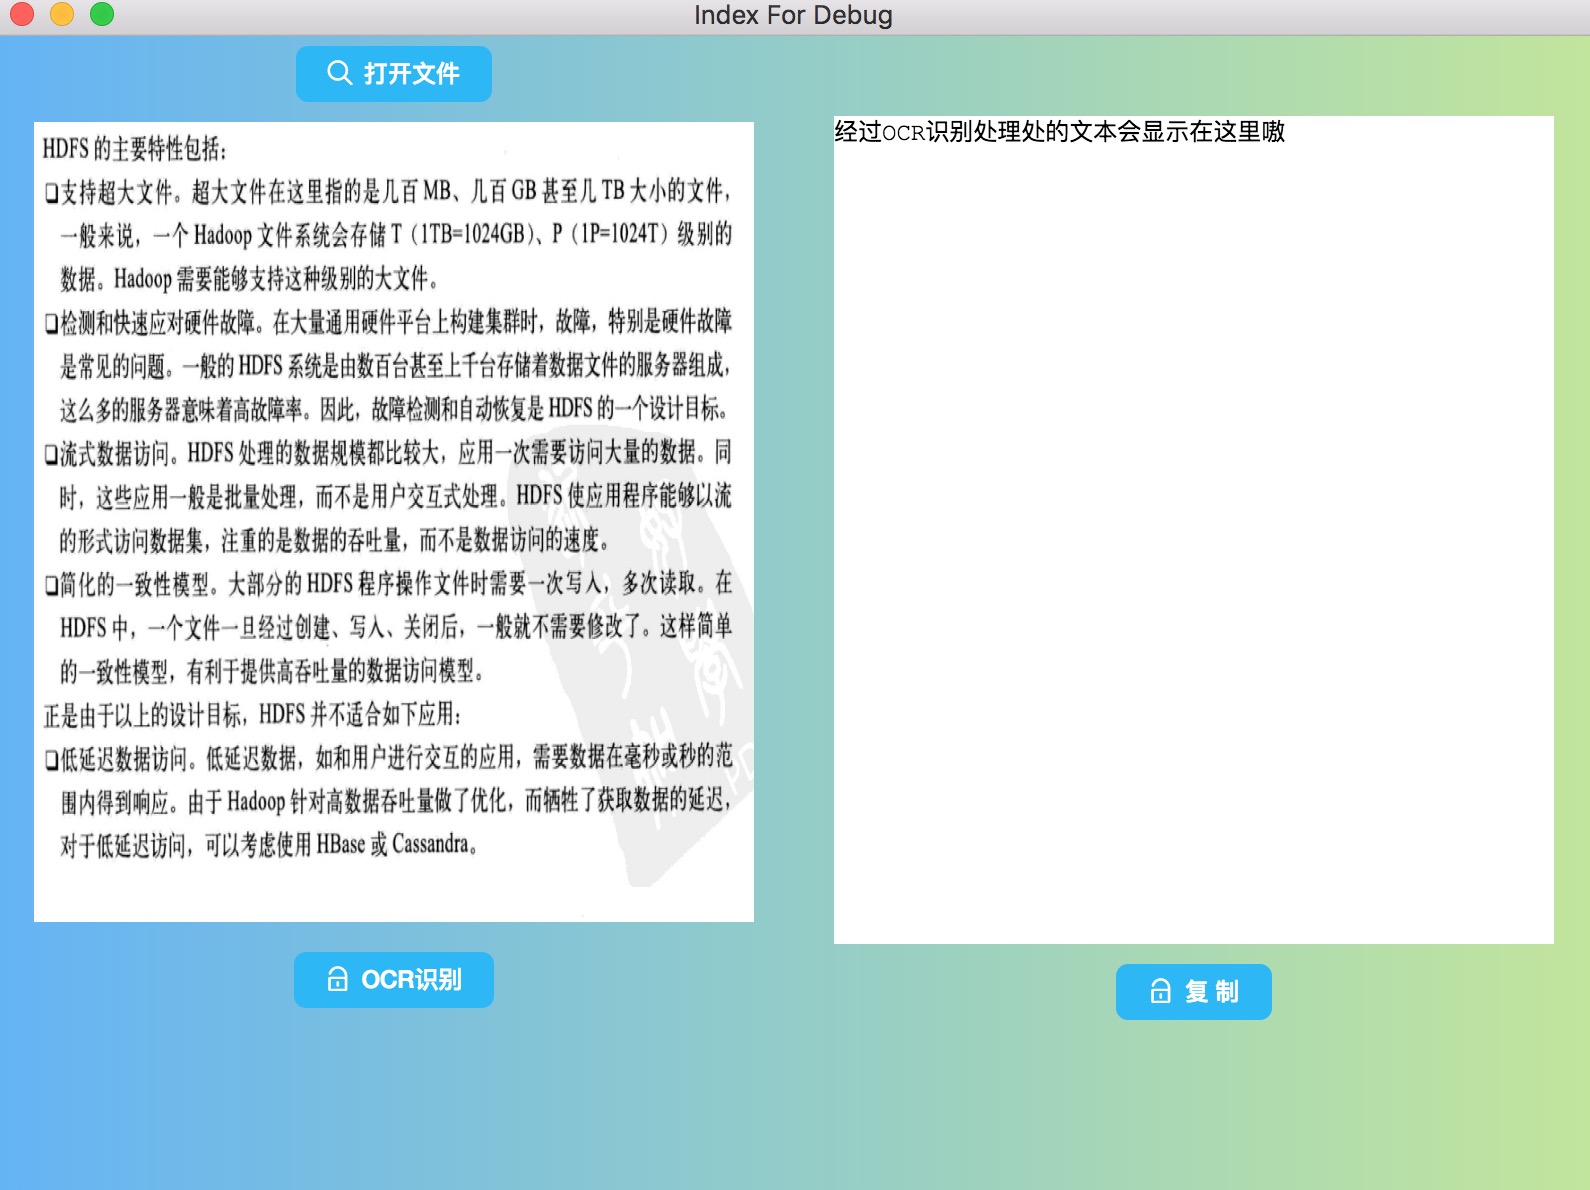 Index For Debug
打开文件
HDFS 的主要特性包括:
❏支持超大文件。超大文件在这里指的是几百 MB、几百 GB 甚至几 TB 大小的文件,
一般来说,一个 Hadoop 文件系统会存储 T(1TB=1024GB)、P(1P=1024T)级别的
数据。Hadoop 需要能够支持这种级别的大文件。
❏检测和快速应对硬件故障。在大量通用硬件平台上构建集群时,故障,特别是硬件故障
是常见的问题。一般的 HDFS 系统是由数百台甚至上千台存储着数据文件的服务器组成,
这么多的服务器意味着高故障率。因此,故障检测和自动恢复是 HDFS 的一个设计目标。
❏流式数据访问。HDFS 处理的数据规模都比较大,应用一次需要访问大量的数据。同
时,这些应用一般是批量处理,而不是用户交互式处理。HDFS 使应用程序能够以流
的形式访问数据集,注重的是数据的吞吐量,而不是数据访问的速度。
❏简化的一致性模型。大部分的 HDFS 程序操作文件时需要一次写入,多次读取。在
HDFS 中,一个文件一旦经过创建、写入、关闭后,一般就不需要修改了。这样简单
的一致性模型,有利于提供高吞吐量的数据访问模型。
正是由于以上的设计目标,HDFS 并不适合如下应用:
❏低延迟数据访问。低延迟数据,如和用户进行交互的应用,需要数据在毫秒或秒的范
围内得到响应。由于 Hadoop 针对高数据吞吐量做了优化,而牺牲了获取数据的延迟,
对于低延迟访问,可以考虑使用 HBase 或 Cassandra。
OCR识别
经过OCR识别处理处的文本会显示在这里嗷
复 制